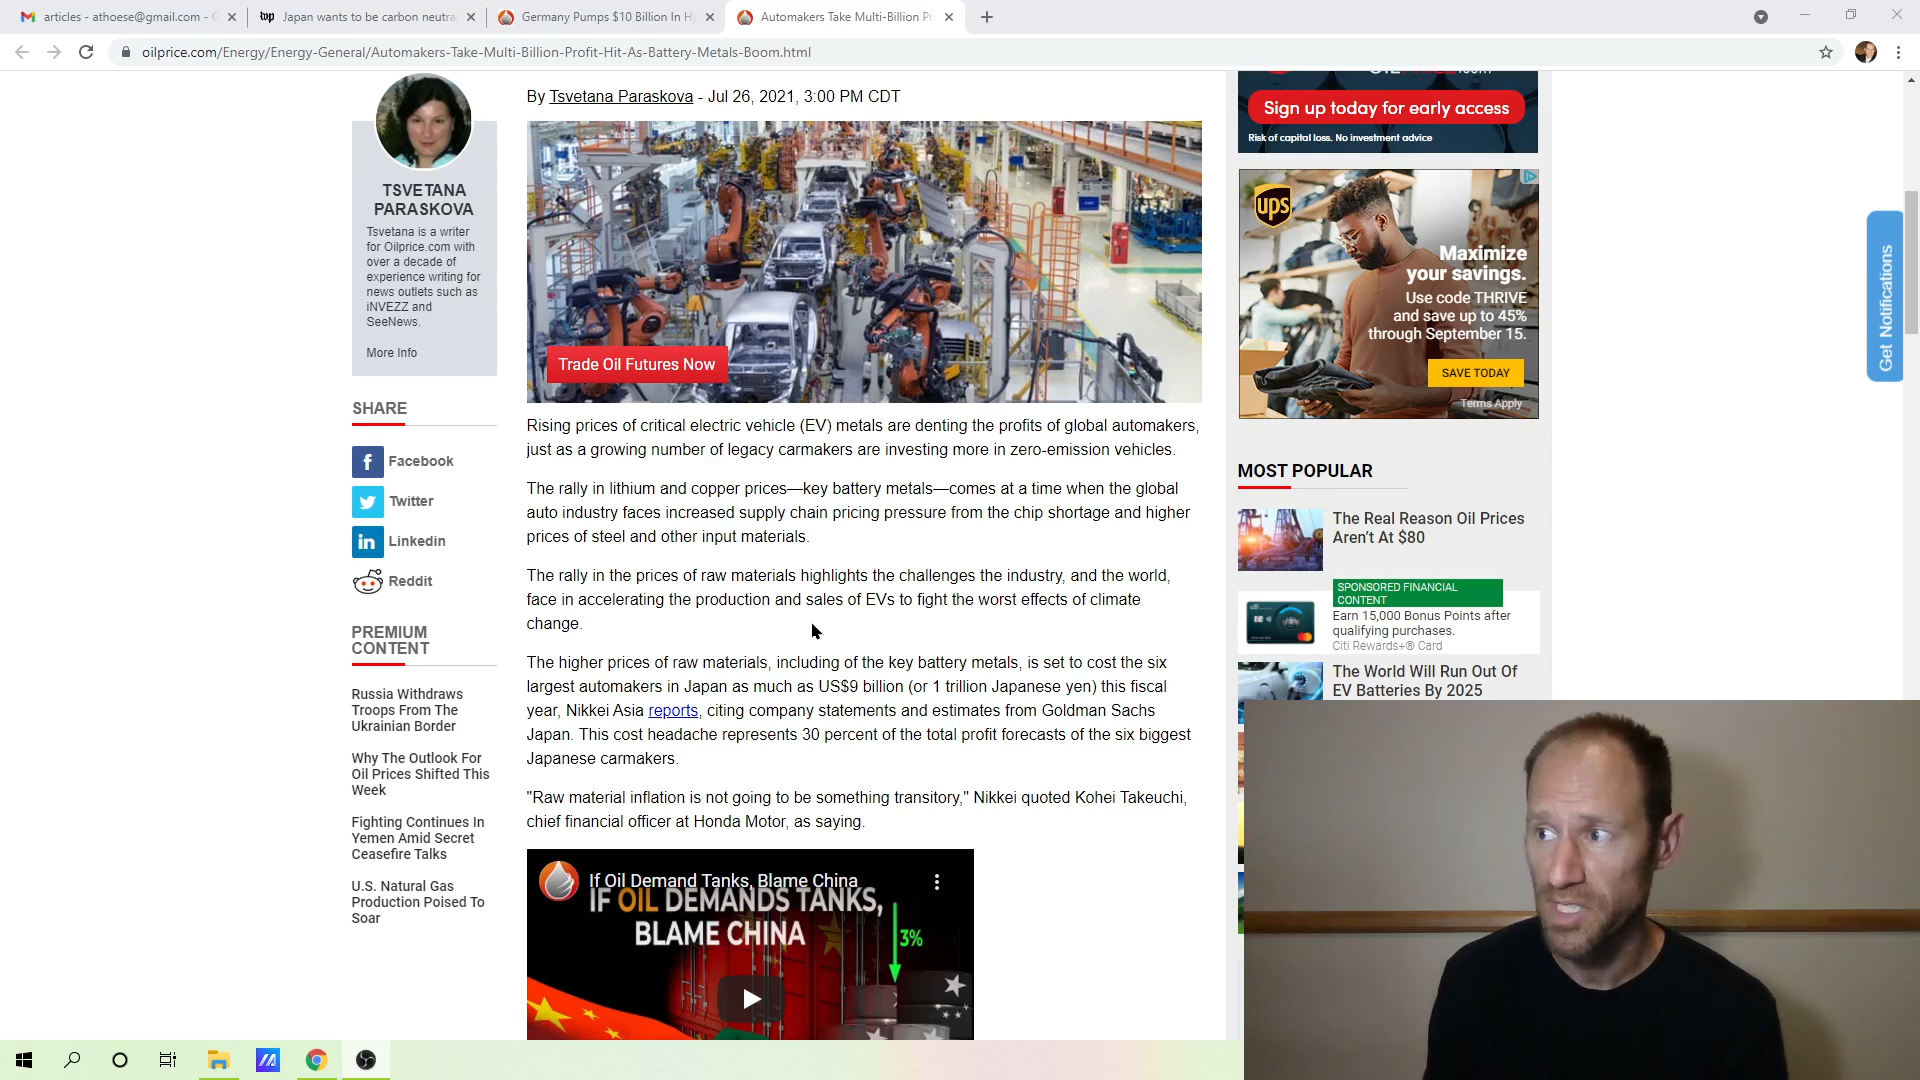 articles - athoese@gmail.com - G
wp Japan wants to be carbon neutral
Germany Pumps $10 Billion In Hy
Automakers Take Multi-Billion Pr
oilprice.com/Energy/Energy-General/Automakers-Take-Multi-Billion-Profit-Hit-As-Battery-Metals-Boom.html
By Tsvetana Paraskova - Jul 26, 2021, 3:00 PM CDT
TSVETANA
PARASKOVA
Tsvetana is a writer
for Oilprice.com with
over a decade of
experience writing for
news outlets such as
iNVEZZ and
SeeNews.
More Info
SHARE
Facebook
Twitter
Linkedin
Reddit
PREMIUM
CONTENT
Russia Withdraws
Troops From The
Ukrainian Border
Why The Outlook For
Oil Prices Shifted This
Week
Fighting Continues In
Yemen Amid Secret
Ceasefire Talks
U.S. Natural Gas
Production Poised To
Soar
Trade Oil Futures Now
Rising prices of critical electric vehicle (EV) metals are denting the profits of global automakers,
just as a growing number of legacy carmakers are investing more in zero-emission vehicles.
The rally in lithium and copper prices—key battery metals—comes at a time when the global
auto industry faces increased supply chain pricing pressure from the chip shortage and higher
prices of steel and other input materials.
The rally in the prices of raw materials highlights the challenges the industry, and the world,
face in accelerating the production and sales of EVs to fight the worst effects of climate
change.
The higher prices of raw materials, including of the key battery metals, is set to cost the six
largest automakers in Japan as much as US$9 billion (or 1 trillion Japanese yen) this fiscal
year, Nikkei Asia reports, citing company statements and estimates from Goldman Sachs
Japan. This cost headache represents 30 percent of the total profit forecasts of the six biggest
Japanese carmakers.
"Raw material inflation is not going to be something transitory," Nikkei quoted Kohei Takeuchi,
chief financial officer at Honda Motor, as saying.
If Oil Demand Tanks, Blame China
IF OIL DEMANDS TANKS,
BLAME CHINA
3%
Sign up today for early access
Risk of capital loss. No investment advice
ups
Maximize
your savings.
Use code THRIVE
and save up to 45%
through September 15.
SAVE TODAY
Terms Apply
Get Notifications
MOST POPULAR
The Real Reason Oil Prices
Aren't At $80
SPONSORED FINANCIAL
CONTENT
Earn 15,000 Bonus Points after
qualifying purchases.
Citi Rewards+® Card
The World Will Run Out Of
EV Batteries By 2025